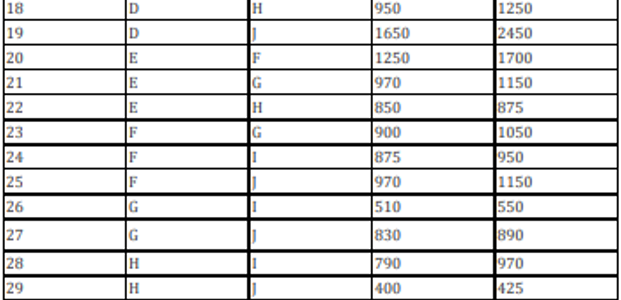 18 D H 950 1250
19 D J 1650 2450
20 E F 1250 1700
21 E G 970 1150
22 E H 850 875
23 F G 900 1050
24 F I 875 950
25 F J 970 1150
26 G I 510 550
27 G J 830 890
28 H I 790 970
29 H J 400 425